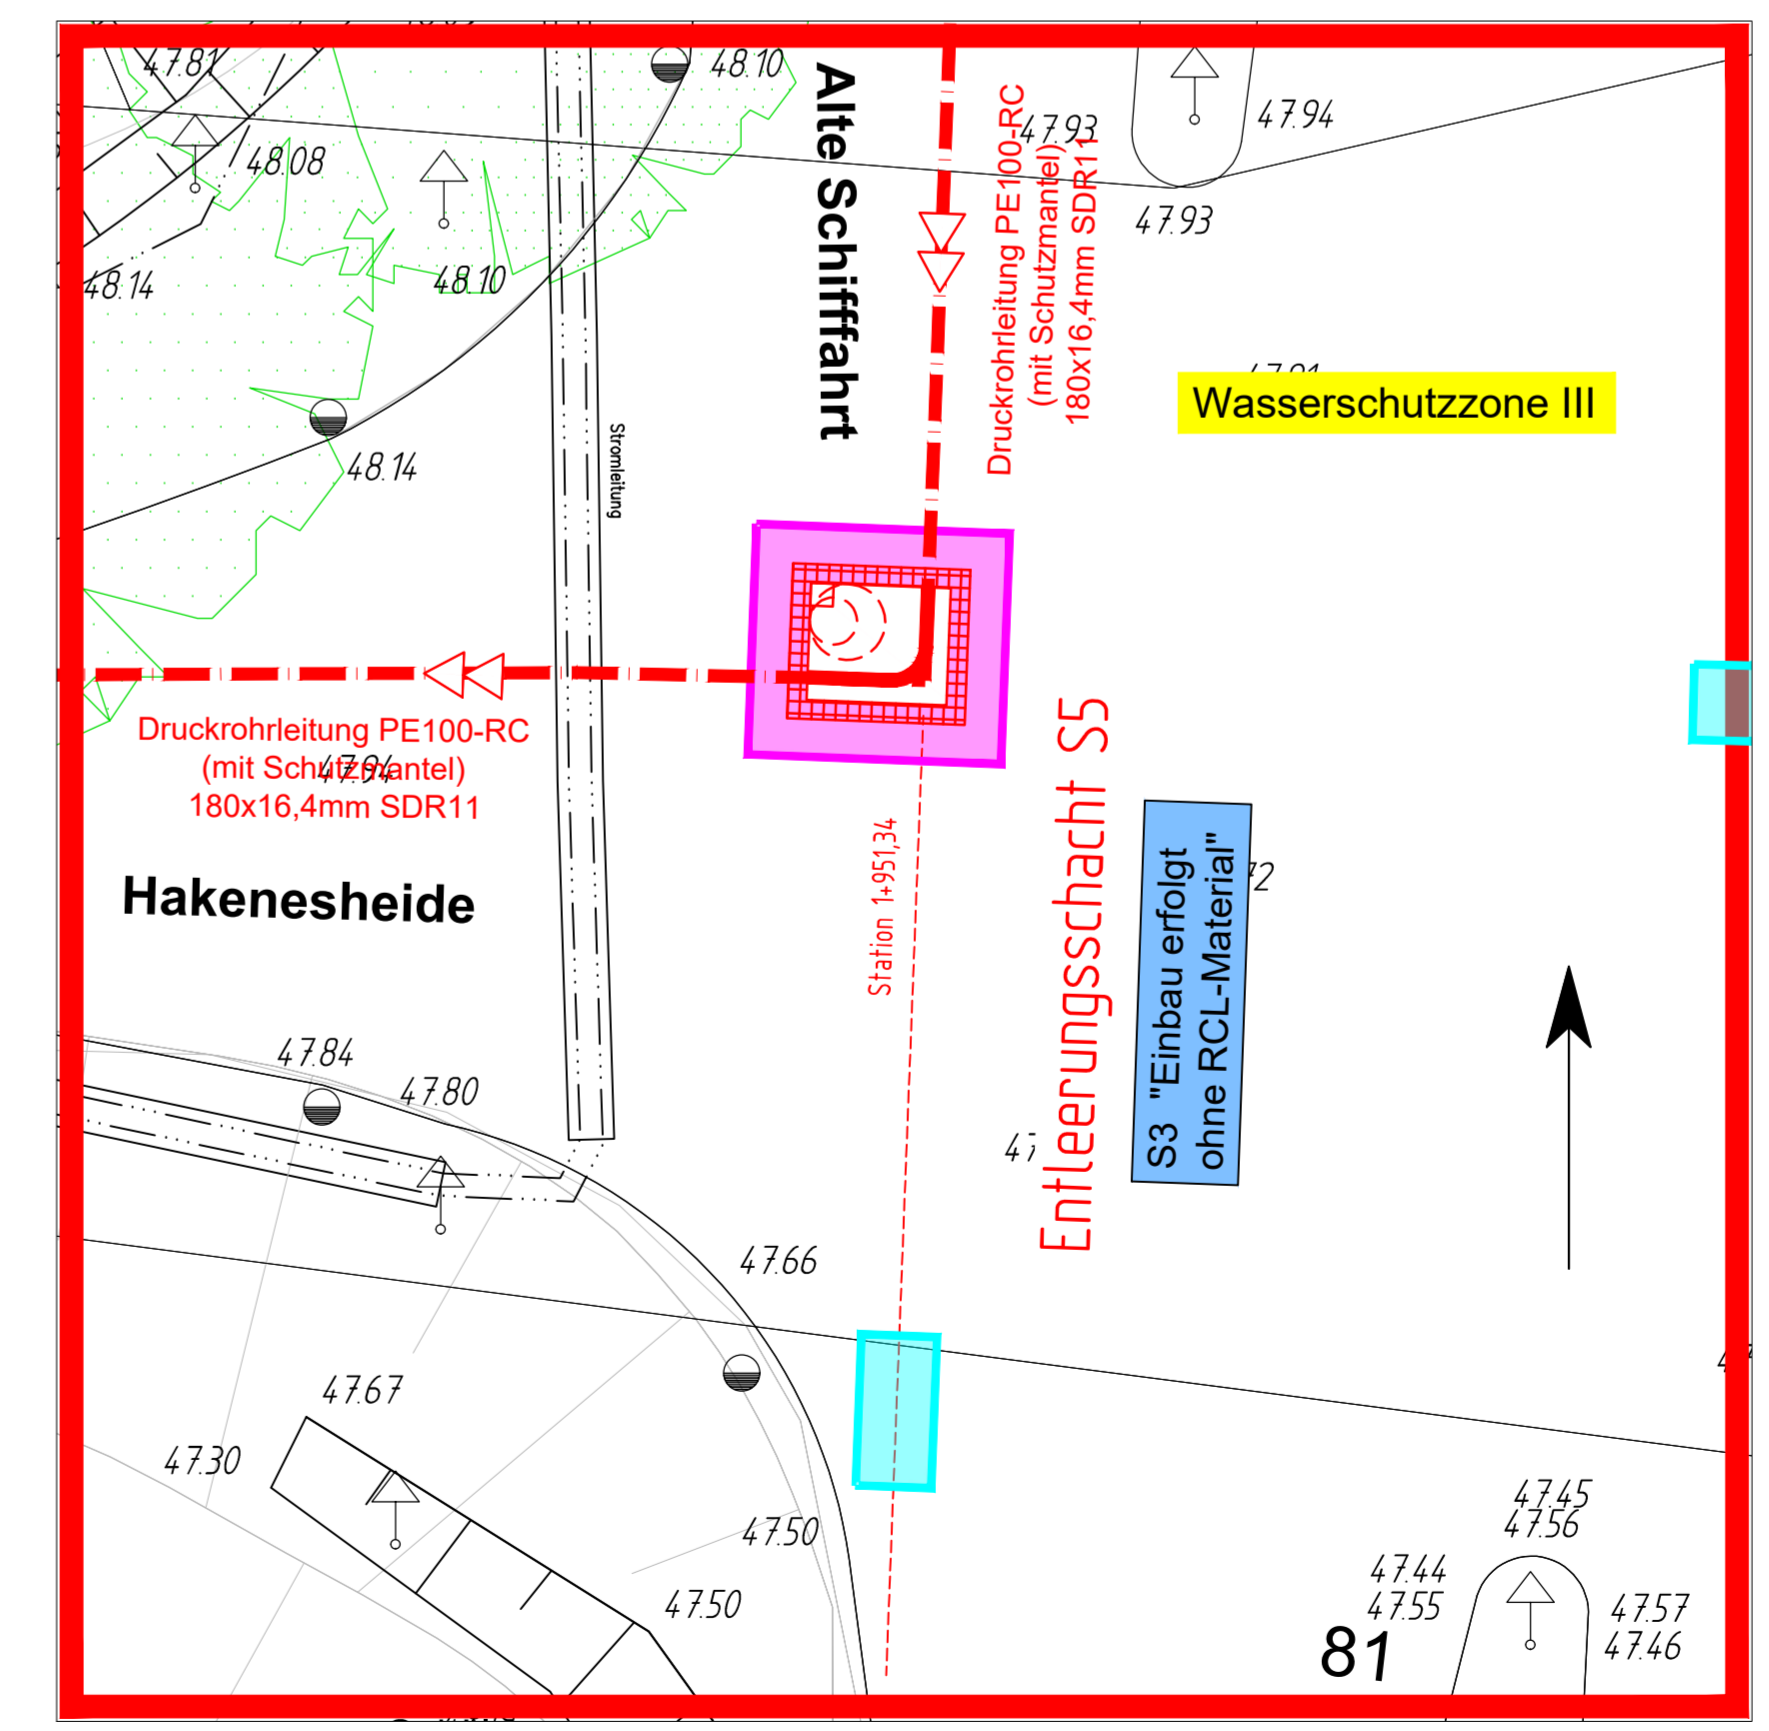 47.81
48.10
47.93
47.94
48.08
47.93
48.14
48.10
Alte Schifffahrt
Druckrohrleitung PE100-RC
(mit Schutzmantel)
180x16,4mm SDR11
Wasserschutzzone III
48.14
Stromleitung
Druckrohrleitung PE100-RC
(mit Schutzmantel)
180x16,4mm SDR11
47.94
Hakenesheide
Station 1+951,34
Entleerungsschacht S5
S3 "Einbau erfolgt
ohne RCL-Material"
47.84
47.80
47.66
47.67
47.30
47.50
47.50
47.45
47.56
47.44
47.55
47.57
47.46
81